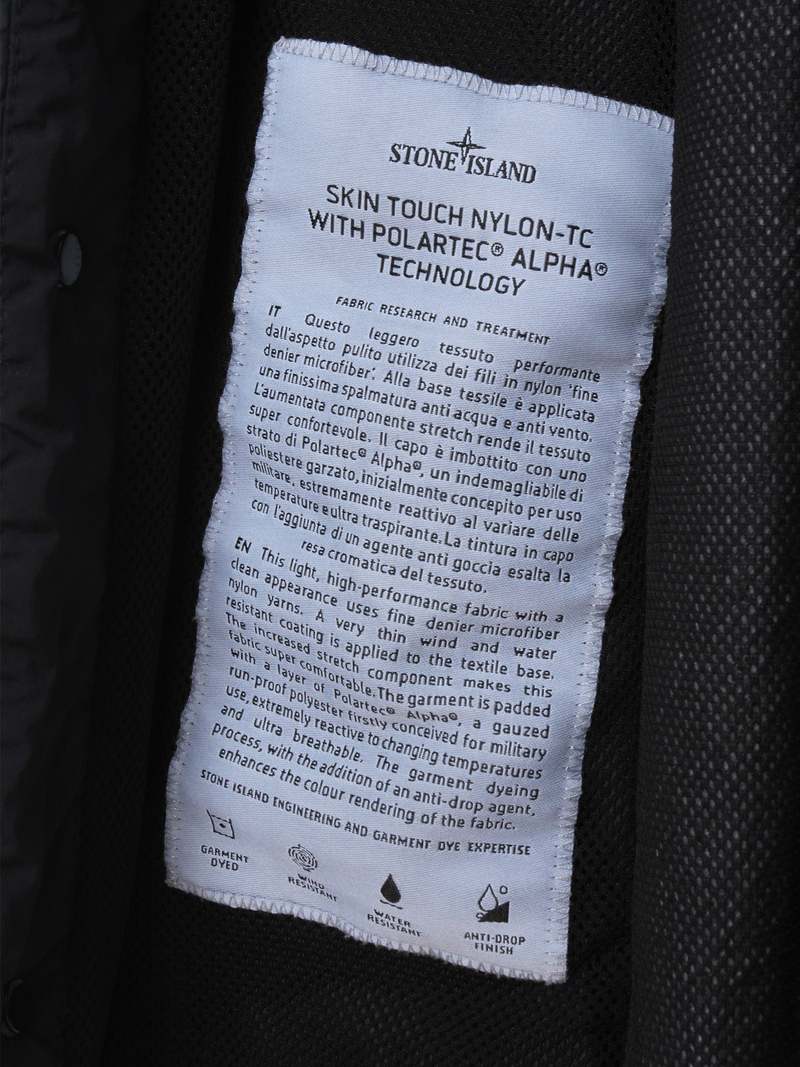 STONE ISLAND
SKIN TOUCH NYLON-TC
WITH POLARTEC® ALPHA®
TECHNOLOGY
FABRIC RESEARCH AND TREATMENT
IT Questo leggero tessuto performante
dall'aspetto pulito utilizza dei fili in nylon 'fine
denier microfiber'. Alla base tessile è applicata
una finissima spalmatura anti acqua e anti vento.
L'aumentata componente stretch rende il tessuto
super confortevole. Il capo è imbottito con uno
strato di Polartec® Alpha®, un indemagliabile di
poliestere garzato, inizialmente concepito per uso
militare, estremamente reattivo al variare delle
temperature e ultra traspirante. La tintura in capo
con l'aggiunta di un agente anti goccia esalta la
resa cromatica del tessuto.
EN This light, high-performance fabric with a
clean appearance uses fine denier microfiber
nylon yarns. A very thin wind and water
resistant coating is applied to the textile base.
The increased stretch component makes this
fabric super comfortable. The garment is padded
with a layer of Polartec® Alpha®, a gauzed
run-proof polyester firstly conceived for military
use, extremely reactive to changing temperatures
and ultra breathable. The garment dyeing
process, with the addition of an anti-drop agent,
enhances the colour rendering of the fabric.
STONE ISLAND ENGINEERING AND GARMENT DYE EXPERTISE
GARMENT
DYED
WIND
RESISTANT
WATER
RESISTANT
ANTI-DROP
FINISH